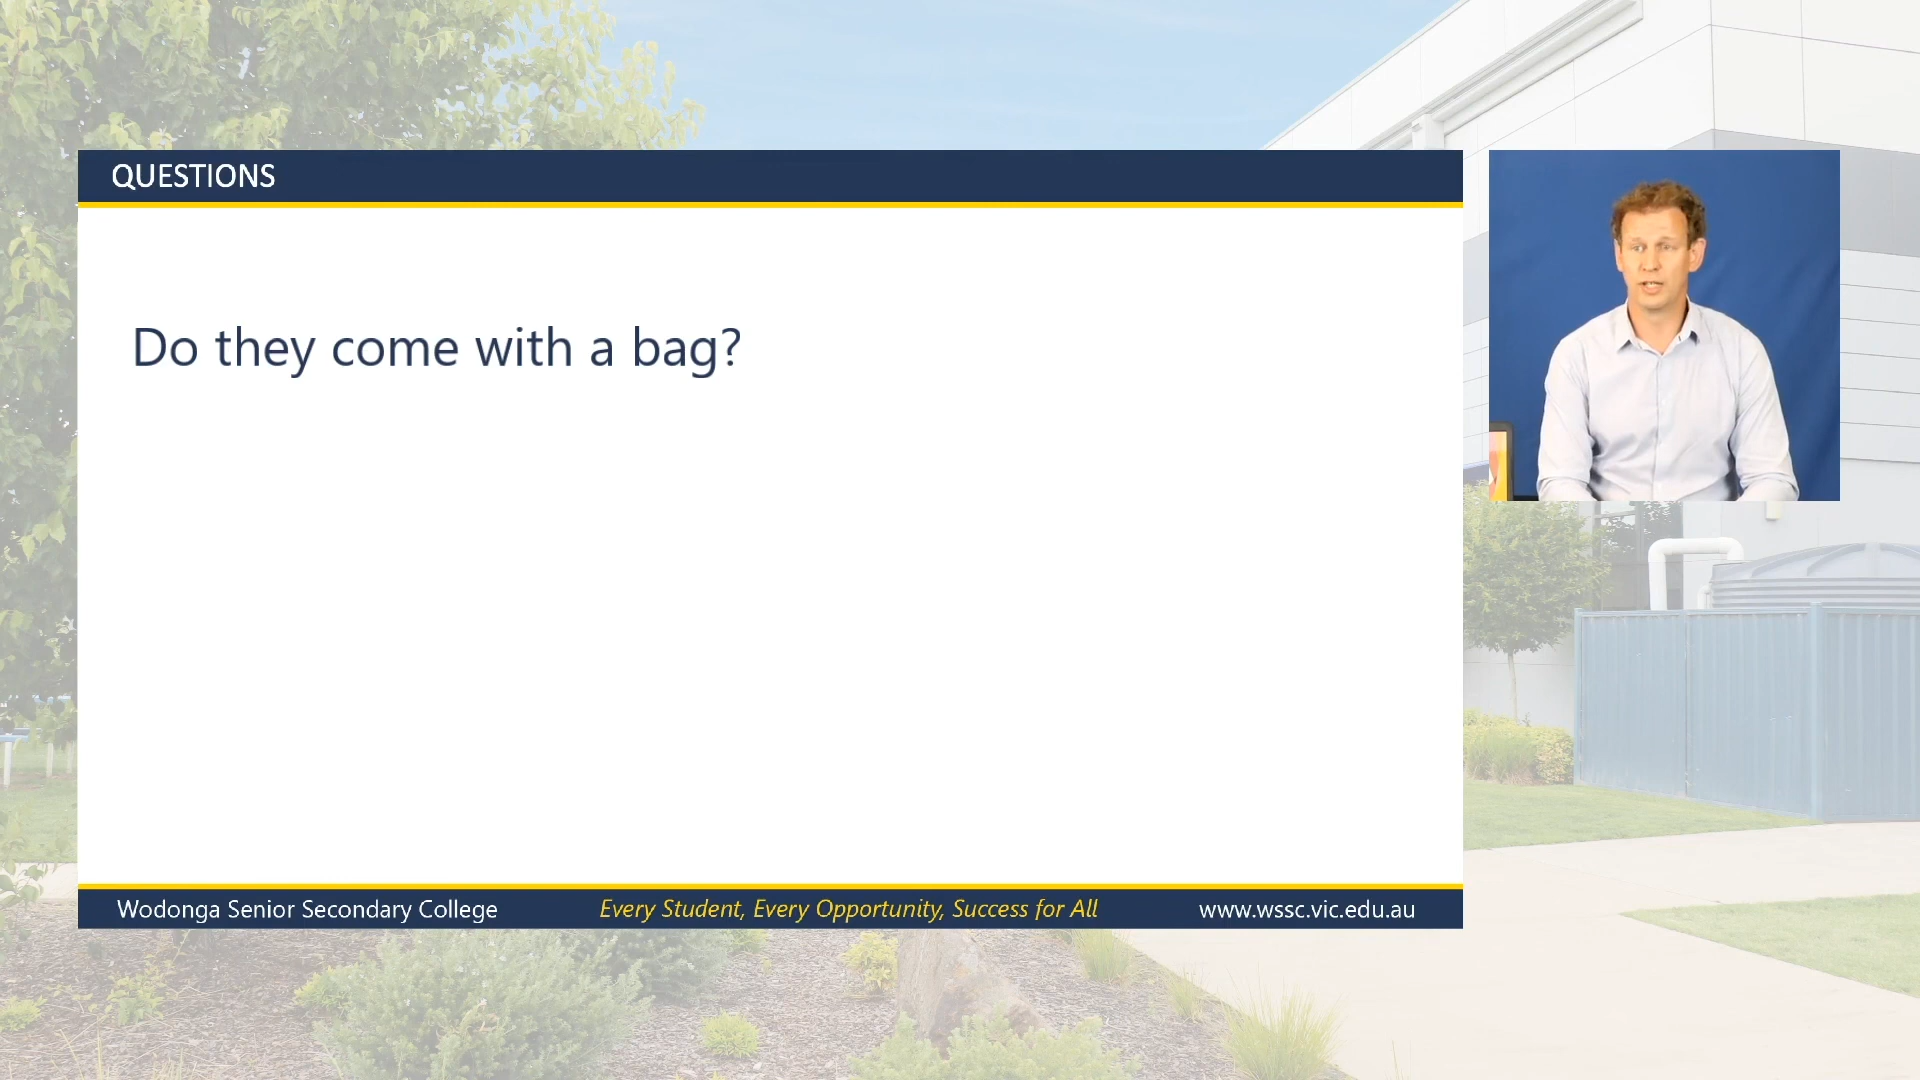 QUESTIONS
Do they come with a bag?
Wodonga Senior Secondary College
Every Student, Every Opportunity, Success for All
www.wssc.vic.edu.au